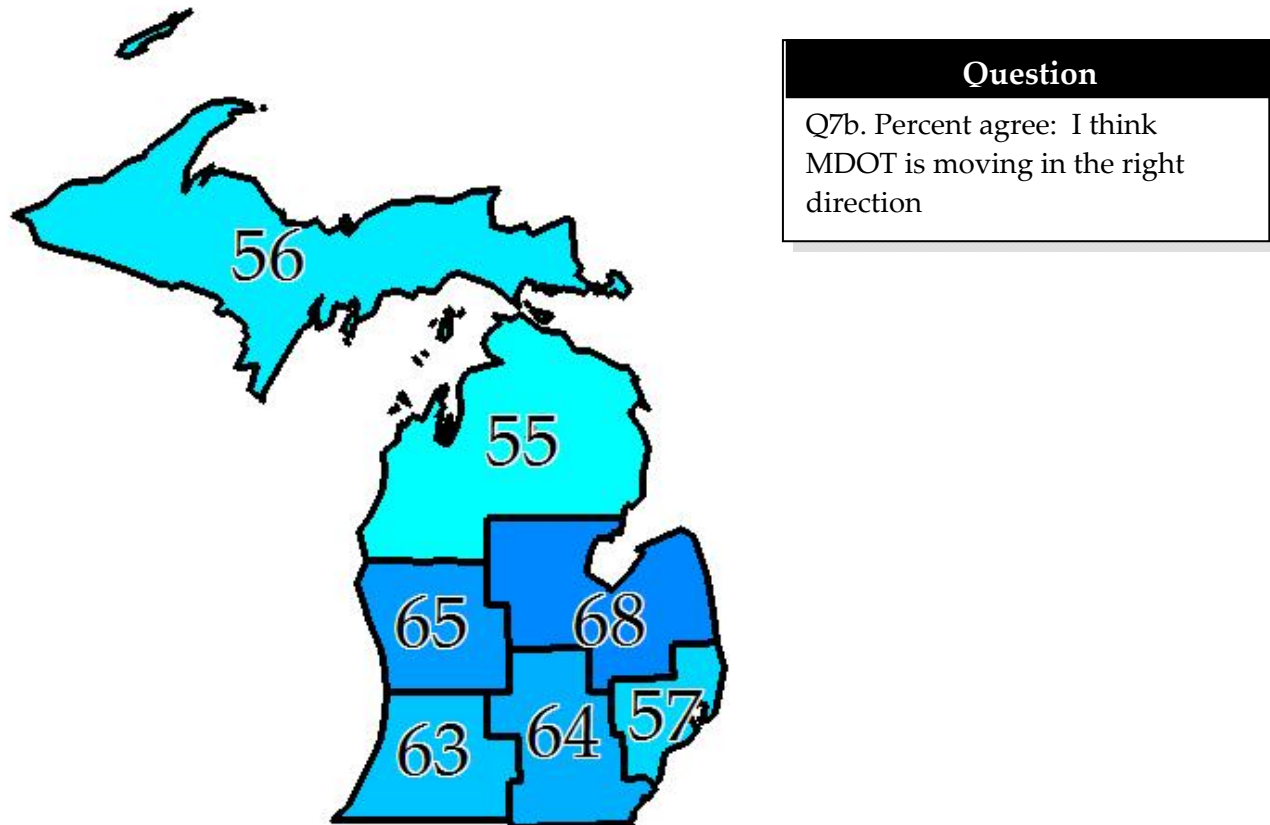 Question
Q7b. Percent agree: I think
MDOT is moving in the right
direction
56
55
65
68
63
64
57